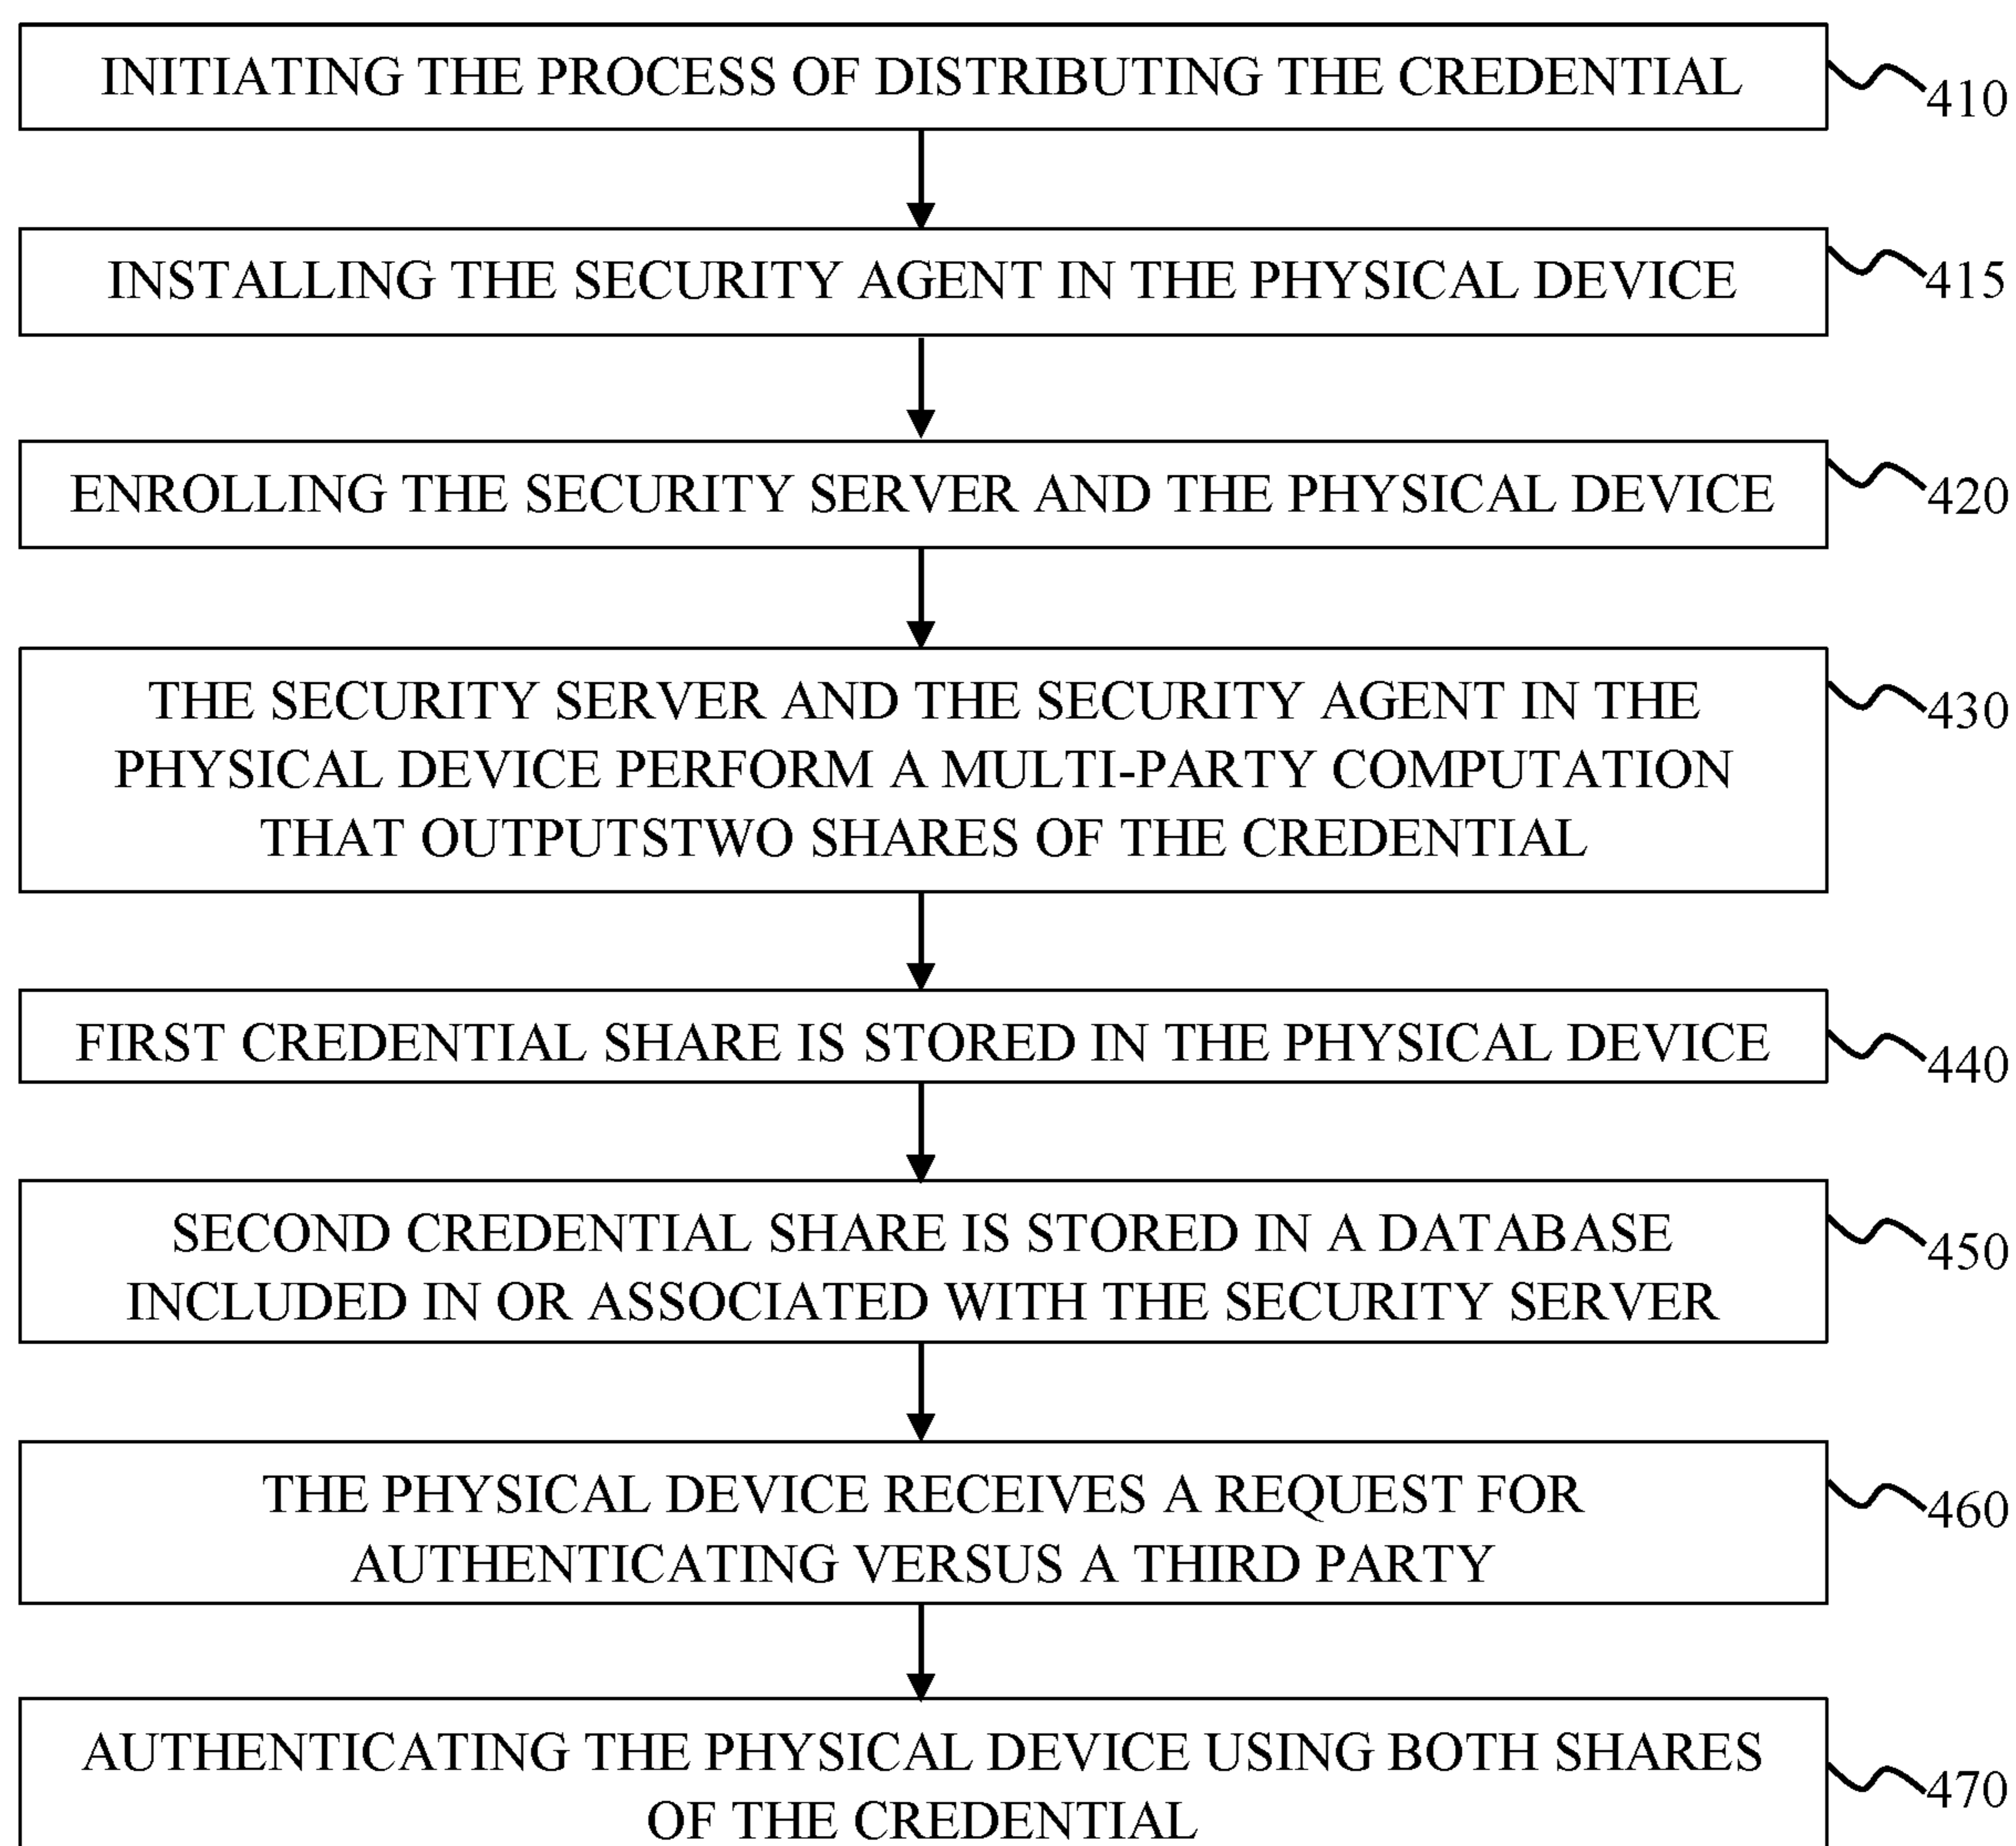 INITIATING THE PROCESS OF DISTRIBUTING THE CREDENTIAL
410
INSTALLING THE SECURITY AGENT IN THE PHYSICAL DEVICE
415
ENROLLING THE SECURITY SERVER AND THE PHYSICAL DEVICE
420
THE SECURITY SERVER AND THE SECURITY AGENT IN THE
PHYSICAL DEVICE PERFORM A MULTI-PARTY COMPUTATION
THAT OUTPUTSTWO SHARES OF THE CREDENTIAL
430
FIRST CREDENTIAL SHARE IS STORED IN THE PHYSICAL DEVICE
440
SECOND CREDENTIAL SHARE IS STORED IN A DATABASE
INCLUDED IN OR ASSOCIATED WITH THE SECURITY SERVER
450
THE PHYSICAL DEVICE RECEIVES A REQUEST FOR
AUTHENTICATING VERSUS A THIRD PARTY
460
AUTHENTICATING THE PHYSICAL DEVICE USING BOTH SHARES
OF THE CREDENTIAL
470